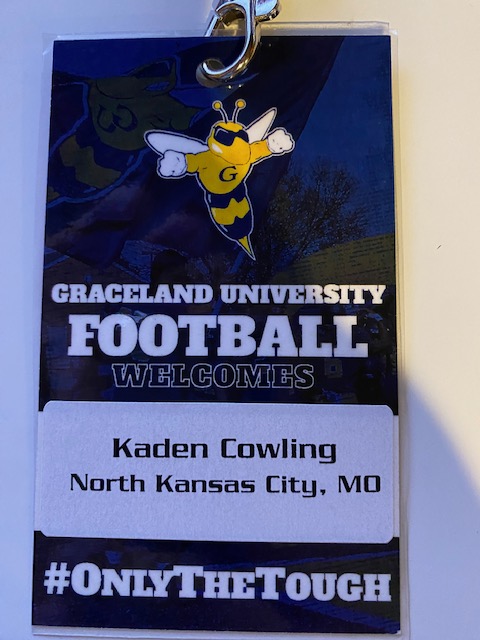 G
GRACELAND UNIVERSITY
FOOTBALL
WELCOMES
Kaden Cowling
North Kansas City, MO
#ONLYTHETOUGH